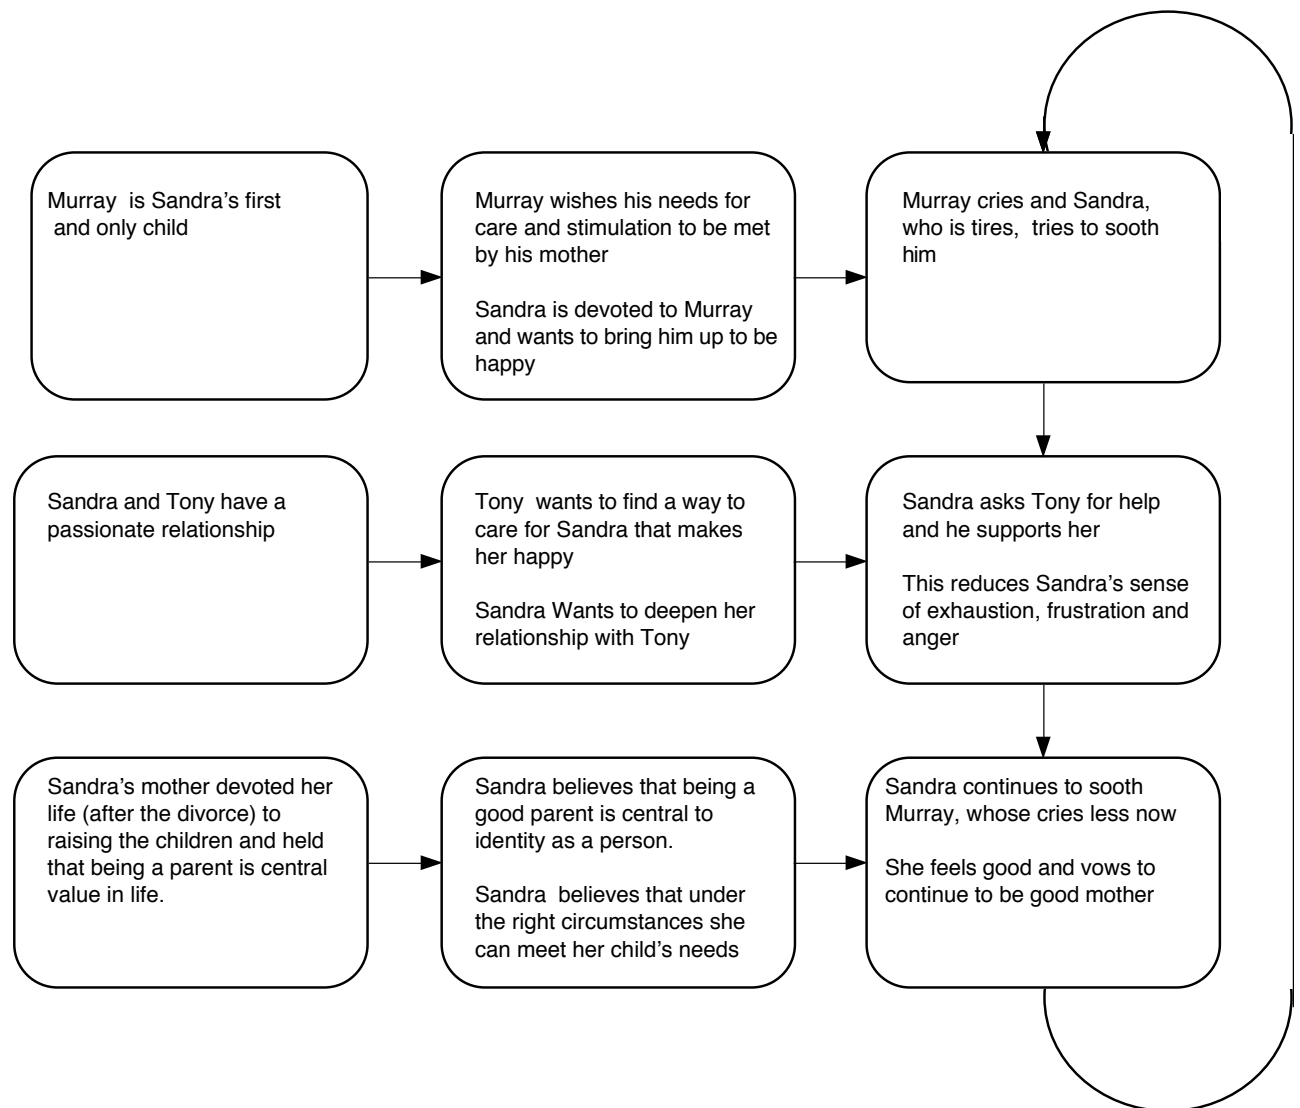 Murray  is Sandra's first
and only child
Murray wishes his needs for
care and stimulation to be met
by his mother
Sandra is devoted to Murray
and wants to bring him up to be
happy
Murray cries and Sandra,
who is tires,  tries to sooth
him
Sandra and Tony have a
passionate relationship
Tony  wants to find a way to
care for Sandra that makes
her happy
Sandra Wants to deepen her
relationship with Tony
Sandra asks Tony for help
and he supports her
This reduces Sandra's sense
of exhaustion, frustration and
anger
Sandra's mother devoted her
life (after the divorce) to
raising the children and held
that being a parent is central
value in life.
Sandra believes that being a
good parent is central to
identity as a person.
Sandra  believes that under
the right circumstances she
can meet her child's needs
Sandra continues to sooth
Murray, whose cries less now
She feels good and vows to
continue to be good mother